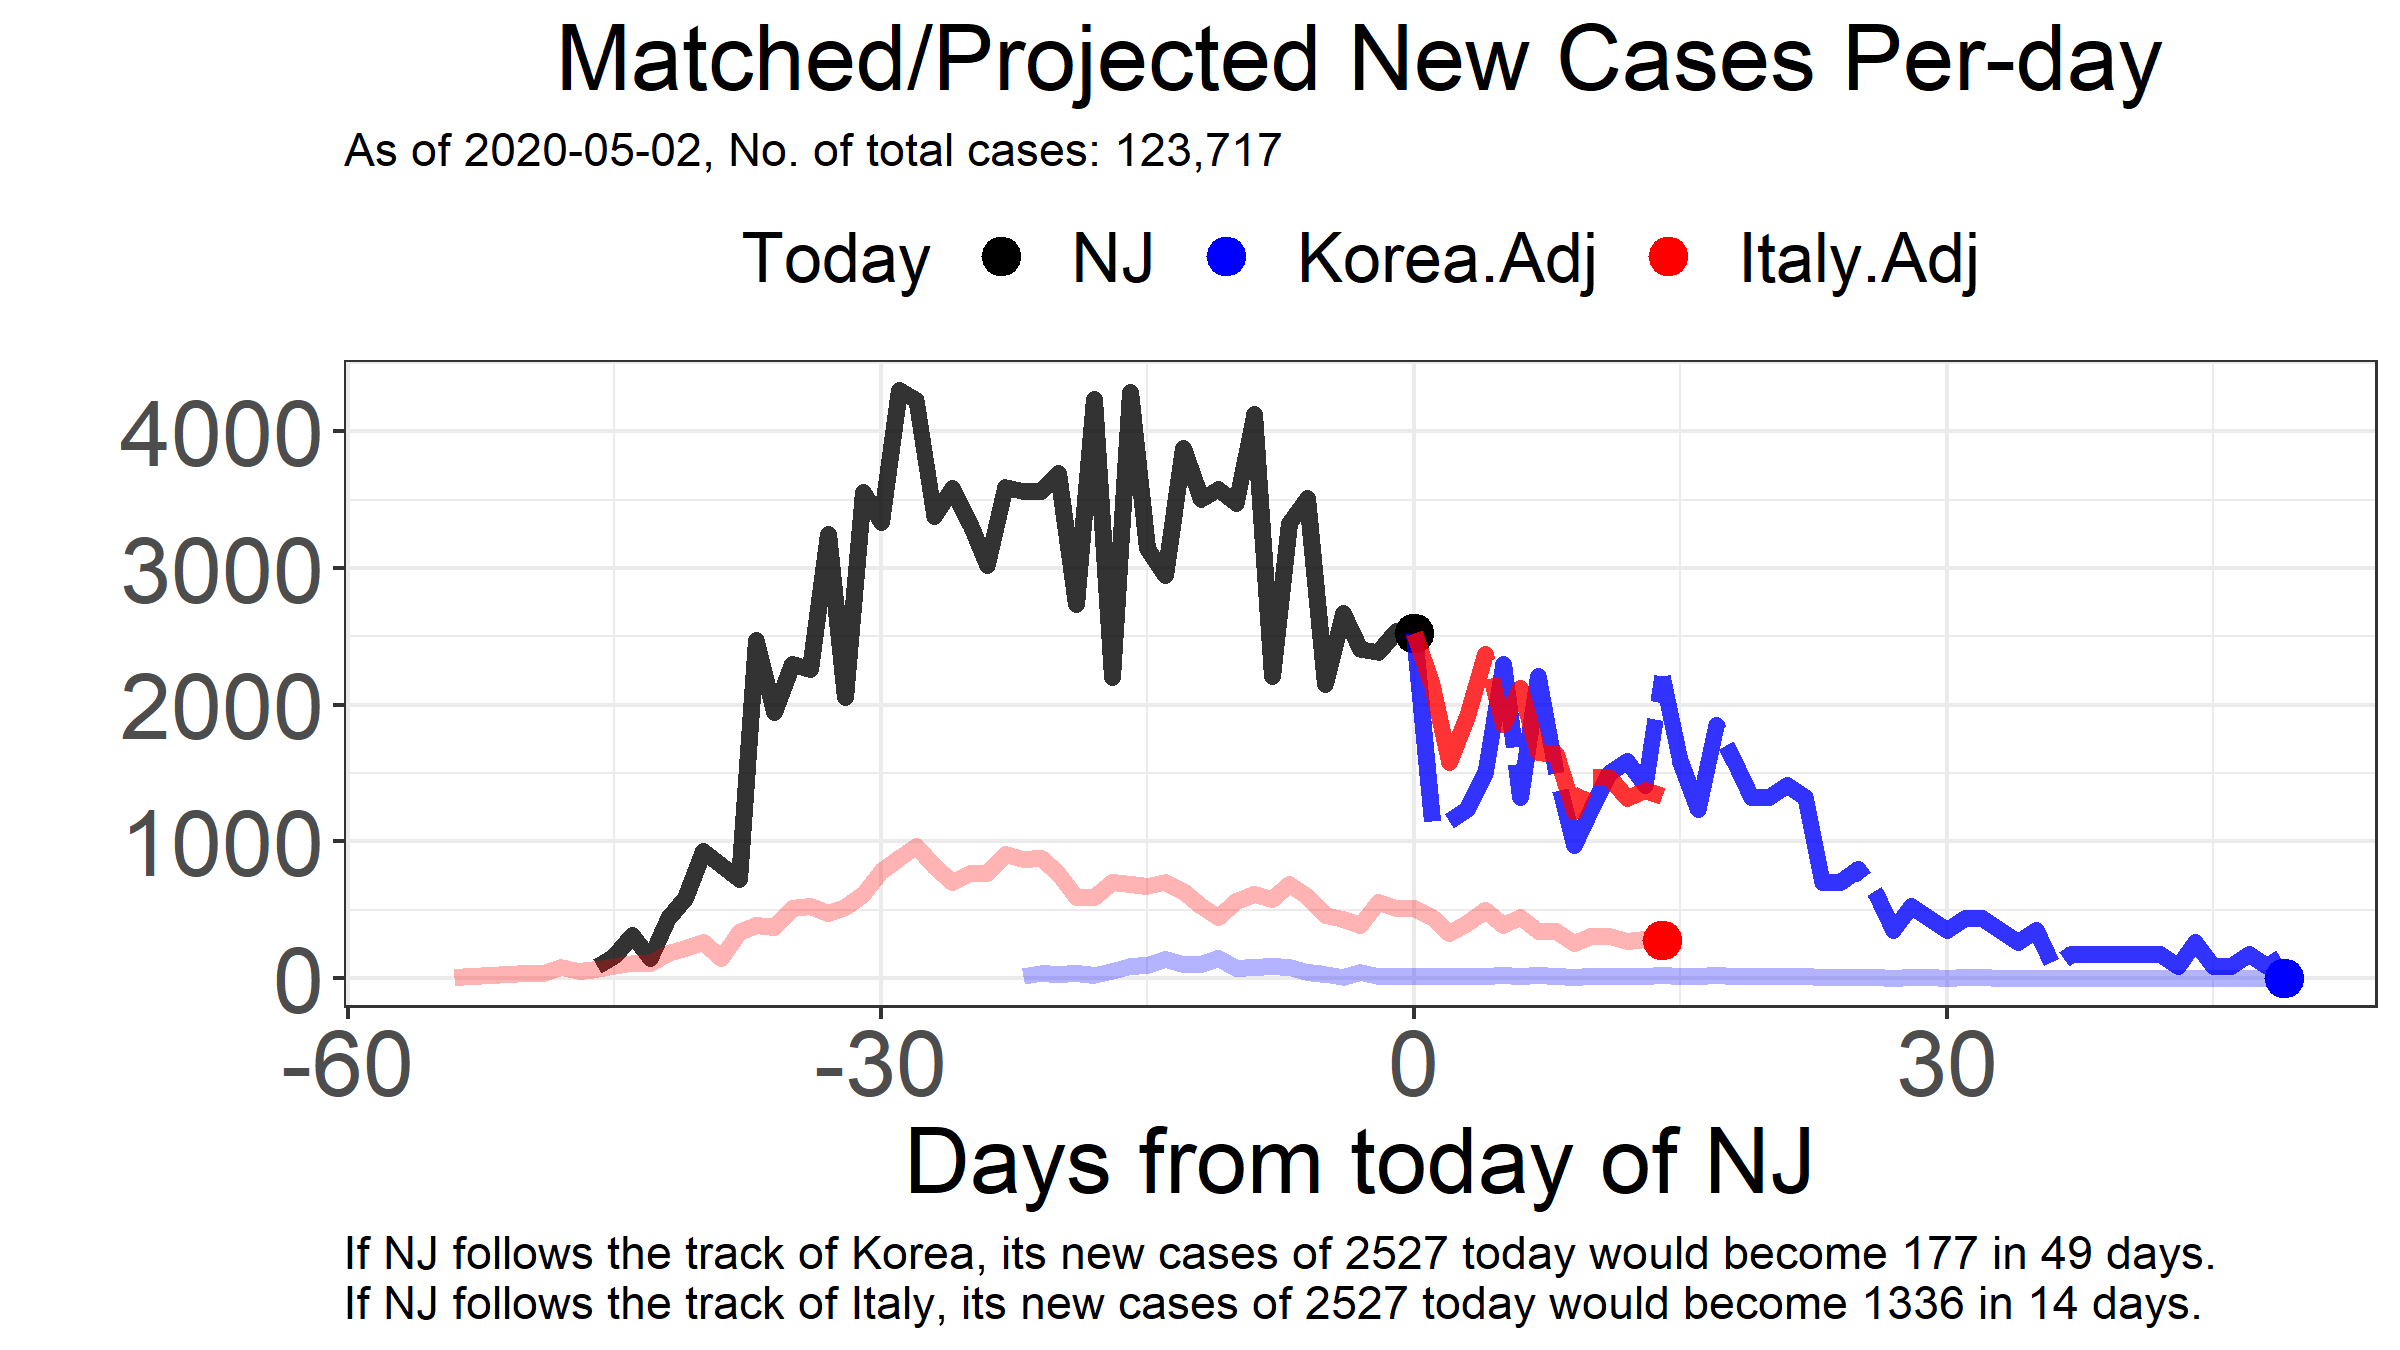 Matched/Projected New Cases Per-day
As of 2020-05-02, No. of total cases: 123,717
Today NJ Korea.Adj Italy.Adj
4000
3000
2000
1000
0
-60 -30 0 30
Days from today of NJ
If NJ follows the track of Korea, its new cases of 2527 today would become 177 in 49 days.
If NJ follows the track of Italy, its new cases of 2527 today would become 1336 in 14 days.